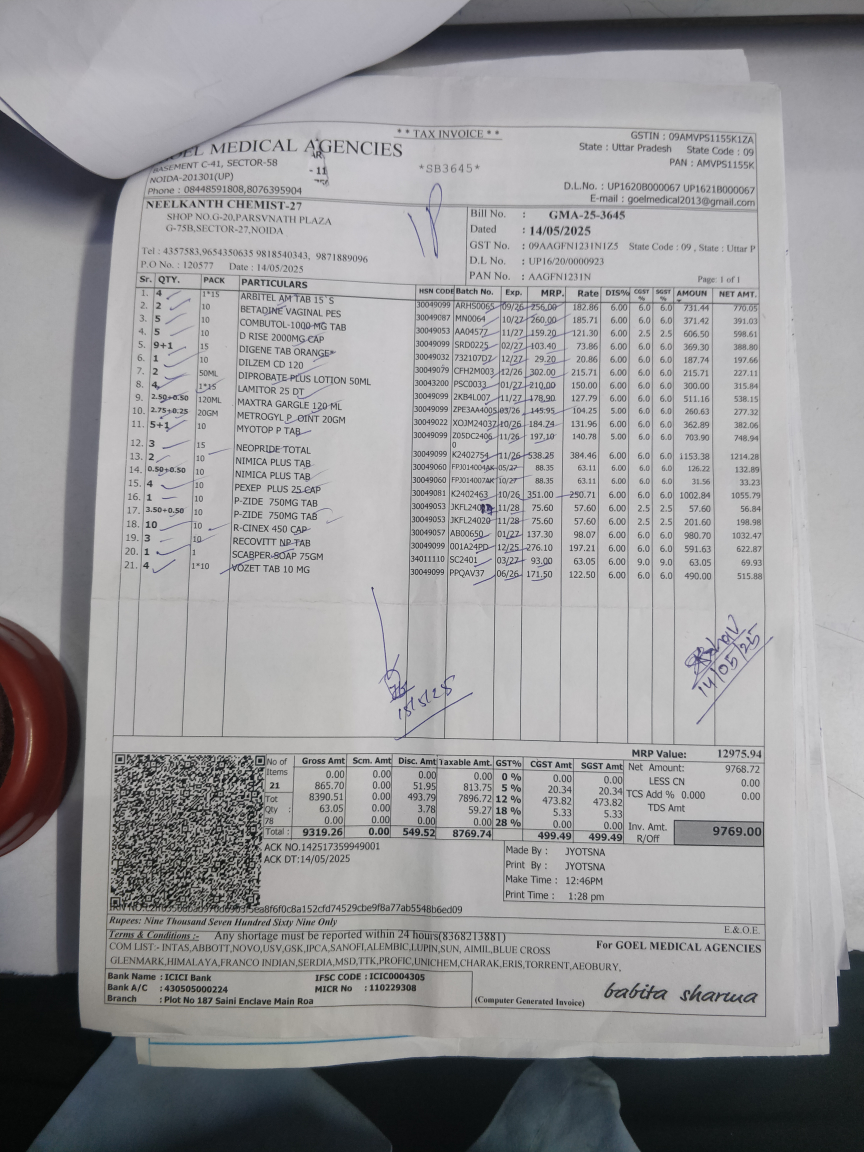 * * TAX INVOICE * *
GOEL MEDICAL AGENCIES
BASEMENT C-41, SECTOR-58
NOIDA-201301(UP)
Phone : 08448591808,8076395904
*SB3645*
GSTIN : 09AMVPS1155K1ZA
State : Uttar Pradesh State Code : 09
PAN : AMVPS1155K
D.L.No. : UP1620B000067 UP1621B000067
E-mail : goelmedical2013@gmail.com
NEELKANTH CHEMIST-27
SHOP NO.G-20,PARSVNATH PLAZA
G-75B,SECTOR-27,NOIDA
Tel : 4357583,9654350635 9818540343, 9871889096
P.O No. : 120577 Date : 14/05/2025
Bill No. : GMA-25-3645
Dated : 14/05/2025
GST No. : 09AAGFN1231N1Z5 State Code : 09 , State : Uttar P
D.L No. : UP16/20/0000923
PAN No. : AAGFN1231N
Page: 1 of 1
Sr. QTY. PACK PARTICULARS HSN CODE Batch No. Exp. MRP. Rate DIS% CGST % SGST % AMOUN NET AMT.
1. 4 1*15 ARBITEL AM TAB 15`S 30049099 ARHS0065 09/26 256.00 182.86 6.00 6.0 6.0 731.44 770.05
2. 2 10 BETADINE VAGINAL PES 30049087 MN0064 10/27 260.00 185.71 6.00 6.0 6.0 371.42 391.03
3. 5 10 COMBUTOL-1000 MG TAB 30049053 AA04577 11/27 159.20 121.30 6.00 2.5 2.5 606.50 598.61
4. 5 10 D RISE 2000MG CAP 30049099 SRD0225 02/27 103.40 73.86 6.00 6.0 6.0 369.30 388.80
5. 9+1 15 DIGENE TAB ORANGE* 30049032 732107D7 12/27 29.20 20.86 6.00 6.0 6.0 187.74 197.66
6. 1 10 DILZEM CD 120 30049079 CFH2M003 12/26 302.00 215.71 6.00 6.0 6.0 215.71 227.11
7. 2 50ML DIPROBATE PLUS LOTION 50ML 30043200 PSC0033 01/27 210.00 150.00 6.00 6.0 6.0 300.00 315.84
8. 4 1*15 LAMITOR 25 DT 30049099 2KB4L007 11/27 178.90 127.79 6.00 6.0 6.0 511.16 538.15
9. 2.50+0.50 120ML MAXTRA GARGLE 120 ML 30049099 ZPE3AA4005 03/26 145.95 104.25 5.00 6.0 6.0 260.63 277.32
10. 2.75+0.25 20GM METROGYL P_OINT 20GM 30049022 XOJM24037 10/26 184.74 131.96 6.00 6.0 6.0 362.89 382.06
11. 5+1 10 MYOTOP P TAB 30049099 Z05DC2406 0 11/26 197.10 140.78 5.00 6.0 6.0 703.90 748.94
12. 3 15 NEOPRIDE TOTAL 30049099 K2402754 11/26 538.25 384.46 6.00 6.0 6.0 1153.38 1214.28
13. 2 10 NIMICA PLUS TAB 30049060 FPJ014004AK 05/27 88.35 63.11 6.00 6.0 6.0 126.22 132.89
14. 0.50+0.50 10 NIMICA PLUS TAB 30049060 FPJ014007AK 10/27 88.35 63.11 6.00 6.0 6.0 31.56 33.23
15. 4 10 PEXEP PLUS 25 CAP 30049081 K2402463 10/26 351.00 250.71 6.00 6.0 6.0 1002.84 1055.79
16. 1 10 P-ZIDE 750MG TAB 30049053 JKFL240 11/28 75.60 57.60 6.00 2.5 2.5 57.60 56.84
17. 3.50+0.50 10 P-ZIDE 750MG TAB 30049053 JKFL24020 11/28 75.60 57.60 6.00 2.5 2.5 201.60 198.98
18. 10 10 R-CINEX 450 CAP 30049057 AB00650 01/27 137.30 98.07 6.00 6.0 6.0 980.70 1032.47
19. 3 10 RECOVITT NP TAB 30049099 001A24PD 12/25 276.10 197.21 6.00 6.0 6.0 591.63 622.87
20. 1 1 SCABPER-SOAP 75GM 34011110 SC2401 03/27 93.00 63.05 6.00 9.0 9.0 63.05 69.93
21. 4 1*10 VOZET TAB 10 MG 30049099 PPQAV37 06/26 171.50 122.50 6.00 6.0 6.0 490.00 515.88
15/5/25
14/05/25
No of Items 21 Tot Qty : 78
Gross Amt Scm. Amt Disc. Amt Taxable Amt. GST% CGST Amt SGST Amt
0.00 0.00 0.00 0.00 0 % 0.00 0.00
865.70 0.00 51.95 813.75 5 % 20.34 20.34
8390.51 0.00 493.79 7896.72 12 % 473.82 473.82
63.05 0.00 3.78 59.27 18 % 5.33 5.33
0.00 0.00 0.00 0.00 28 % 0.00 0.00
Total : 9319.26 0.00 549.52 8769.74 499.49 499.49
MRP Value: 12975.94
Net Amount: 9768.72
LESS CN 0.00
TCS Add % 0.000 0.00
TDS Amt
Inv. Amt. R/Off 9769.00
ACK NO.142517359949001
ACK DT:14/05/2025
Made By : JYOTSNA
Print By : JYOTSNA
Make Time : 12:46PM
Print Time : 1:28 pm
Rupees: Nine Thousand Seven Hundred Sixty Nine Only
E.& O.E.
Terms & Conditions :- Any shortage must be reported within 24 hours(8368213881)
COM LIST:- INTAS,ABBOTT,NOVO,USV,GSK,IPCA,SANOFI,ALEMBIC,LUPIN,SUN, AIMIL,BLUE CROSS
GLENMARK,HIMALAYA,FRANCO INDIAN,SERDIA,MSD,TTK,PROFIC,UNICHEM,CHARAK,ERIS,TORRENT,AEOBURY,
For GOEL MEDICAL AGENCIES
Bank Name : ICICI Bank IFSC CODE : ICIC0004305
Bank A/C : 430505000224 MICR No : 110229308
Branch : Plot No 187 Saini Enclave Main Roa
(Computer Generated Invoice)
babita sharma